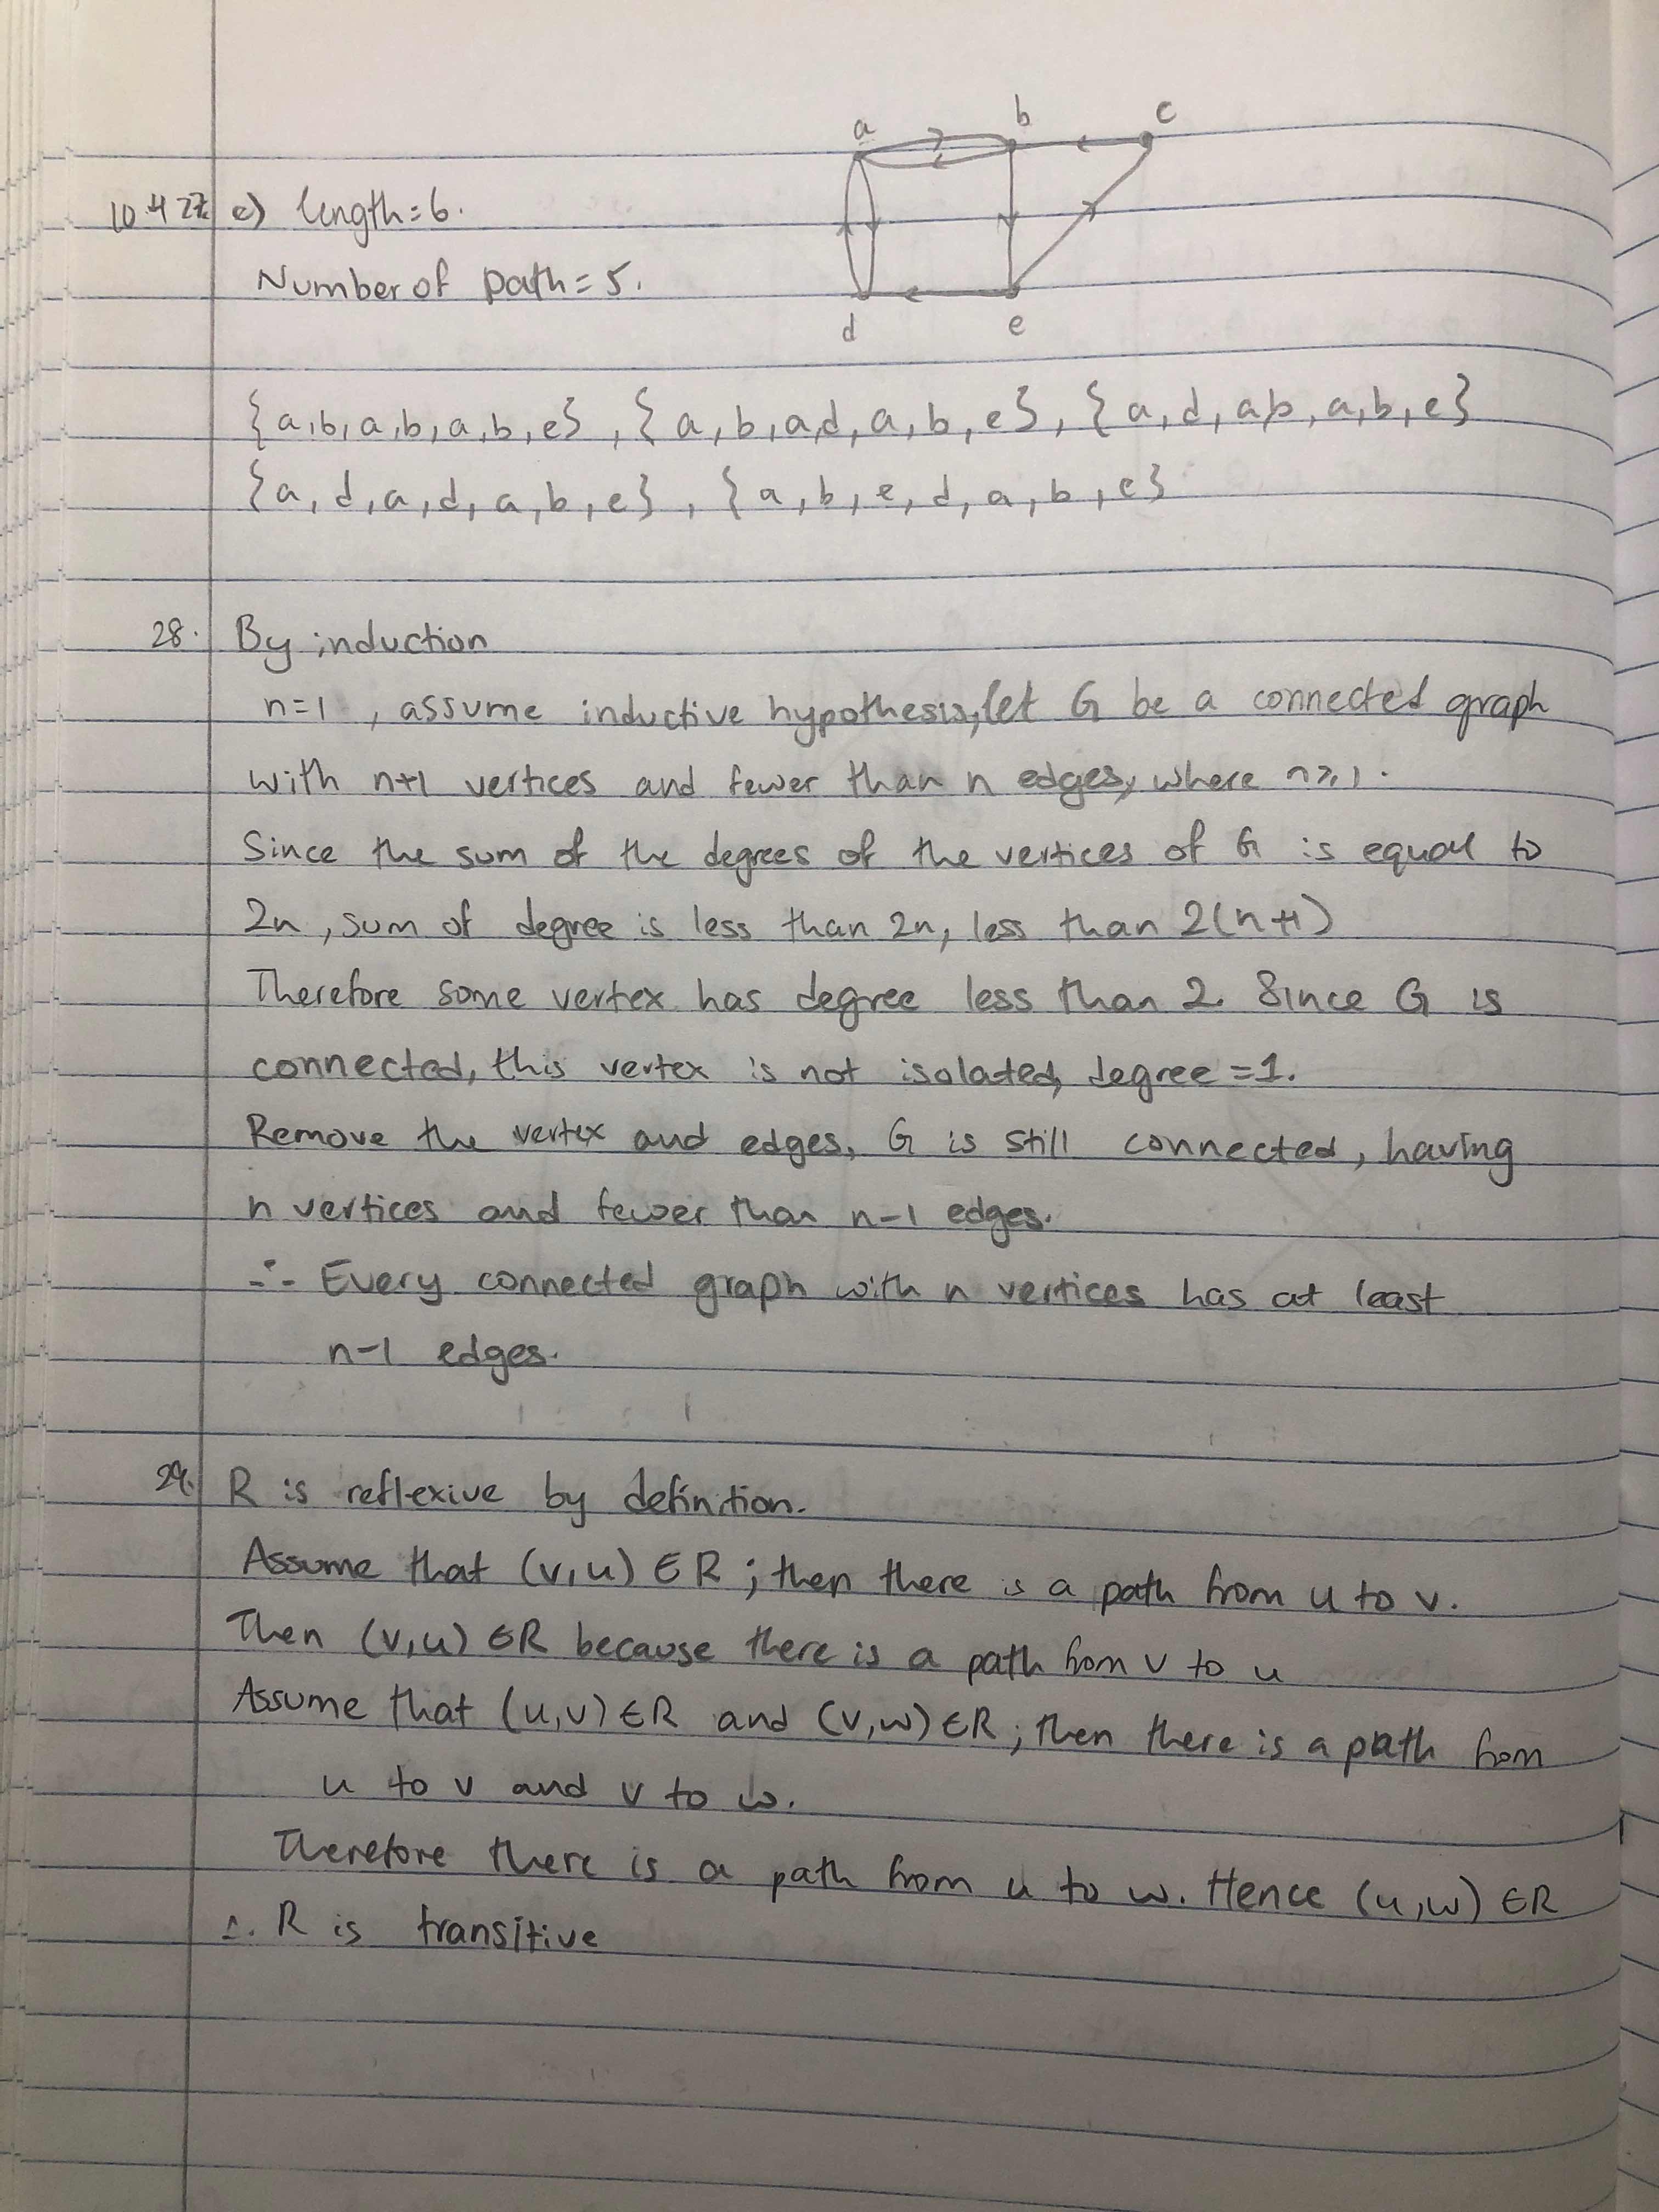 a b c
10.4 27. e) length = 6.
Number of path = 5.
d e
{a,b,a,b,a,b,e}, {a,b,a,d,a,b,e}, {a,d,a,b,a,b,e}
{a,d,a,d,a,b,e}, {a,b,e,d,a,b,e}
28. By induction
n=1, assume inductive hypothesis, let G be a connected graph
with n+1 vertices and fewer than n edges, where n≥1.
Since the sum of the degrees of the vertices of G is equal to
2n, sum of degree is less than 2n, less than 2(n+1)
Therefore some vertex has degree less than 2. Since G is
connected, this vertex is not isolated, degree =1.
Remove the vertex and edges, G is still connected, having
n vertices and fewer than n-1 edges.
∴ Every connected graph with n vertices has at least
n-1 edges.
29. R is reflexive by definition.
Assume that (v,u) ∈ R; then there is a path from u to v.
Then (v,u) ∈ R because there is a path from v to u
Assume that (u,v) ∈ R and (v,w) ∈ R; then there is a path from
u to v and v to w.
Therefore there is a path from u to w. Hence (u,w) ∈ R
∴ R is transitive